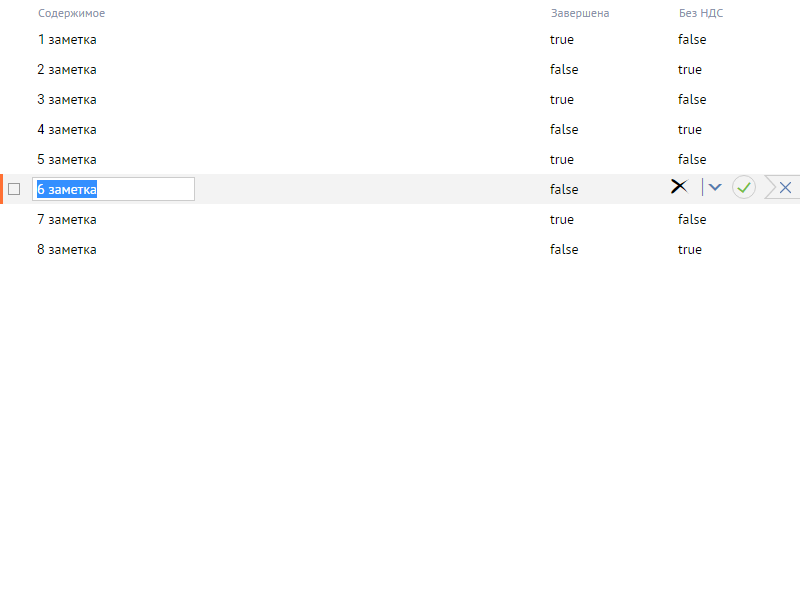 Содержимое Завершена Без НДС
1 заметка true false
2 заметка false true
3 заметка true false
4 заметка false true
5 заметка true false
6 заметка false
7 заметка true false
8 заметка false true